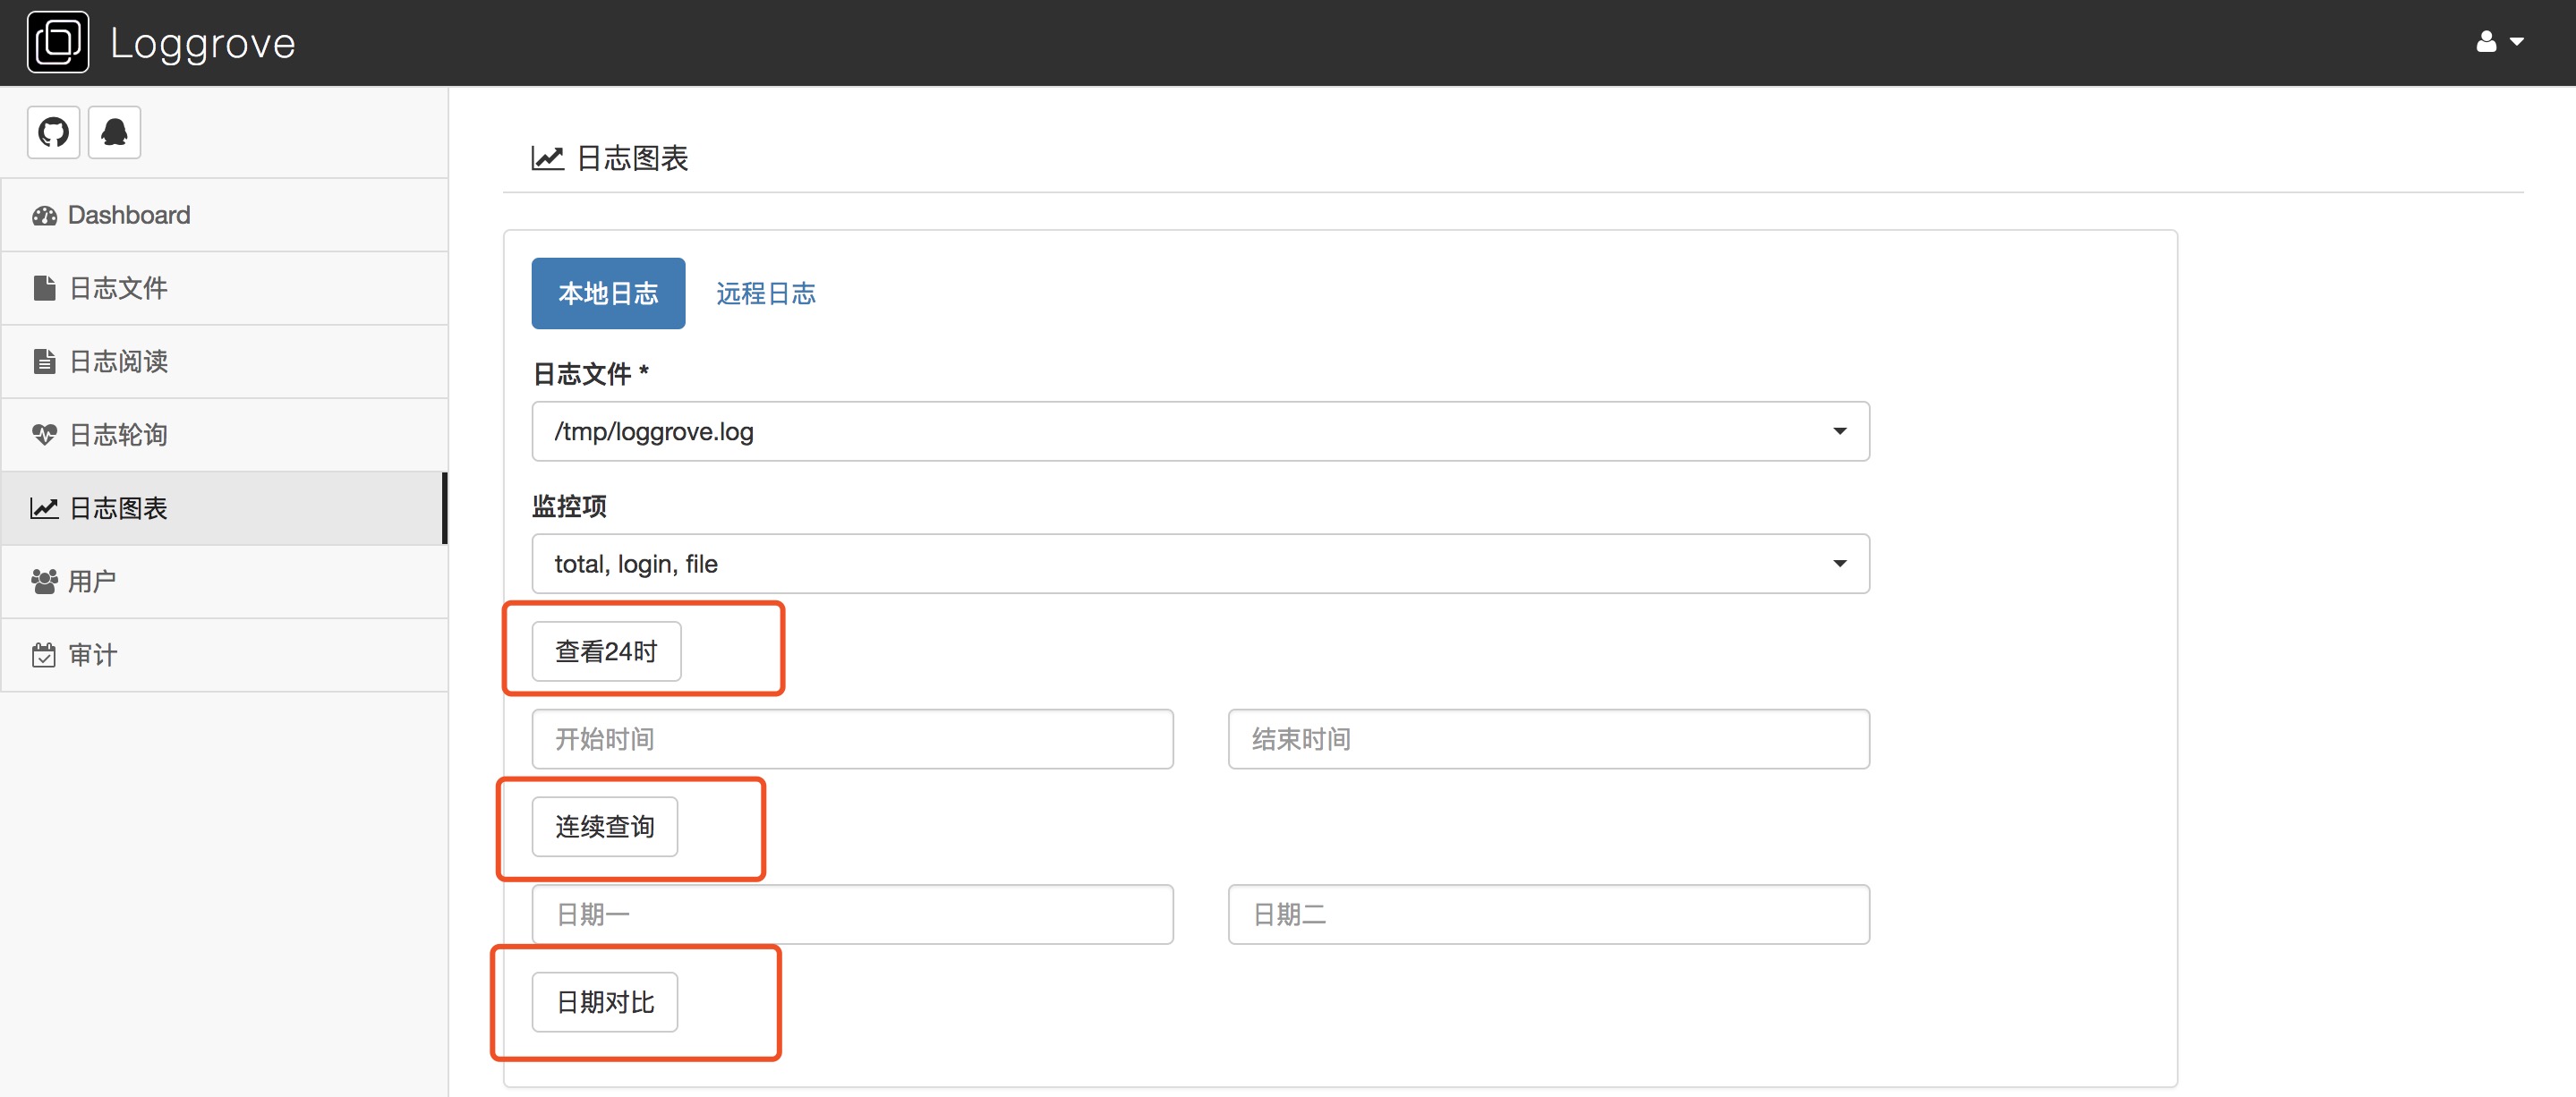 Loggrove
Dashboard
日志文件
日志阅读
日志轮询
日志图表
用户
审计
日志图表
本地日志 远程日志
日志文件 *
/tmp/loggrove.log
监控项
total, login, file
查看24时
开始时间 结束时间
连续查询
日期一 日期二
日期对比